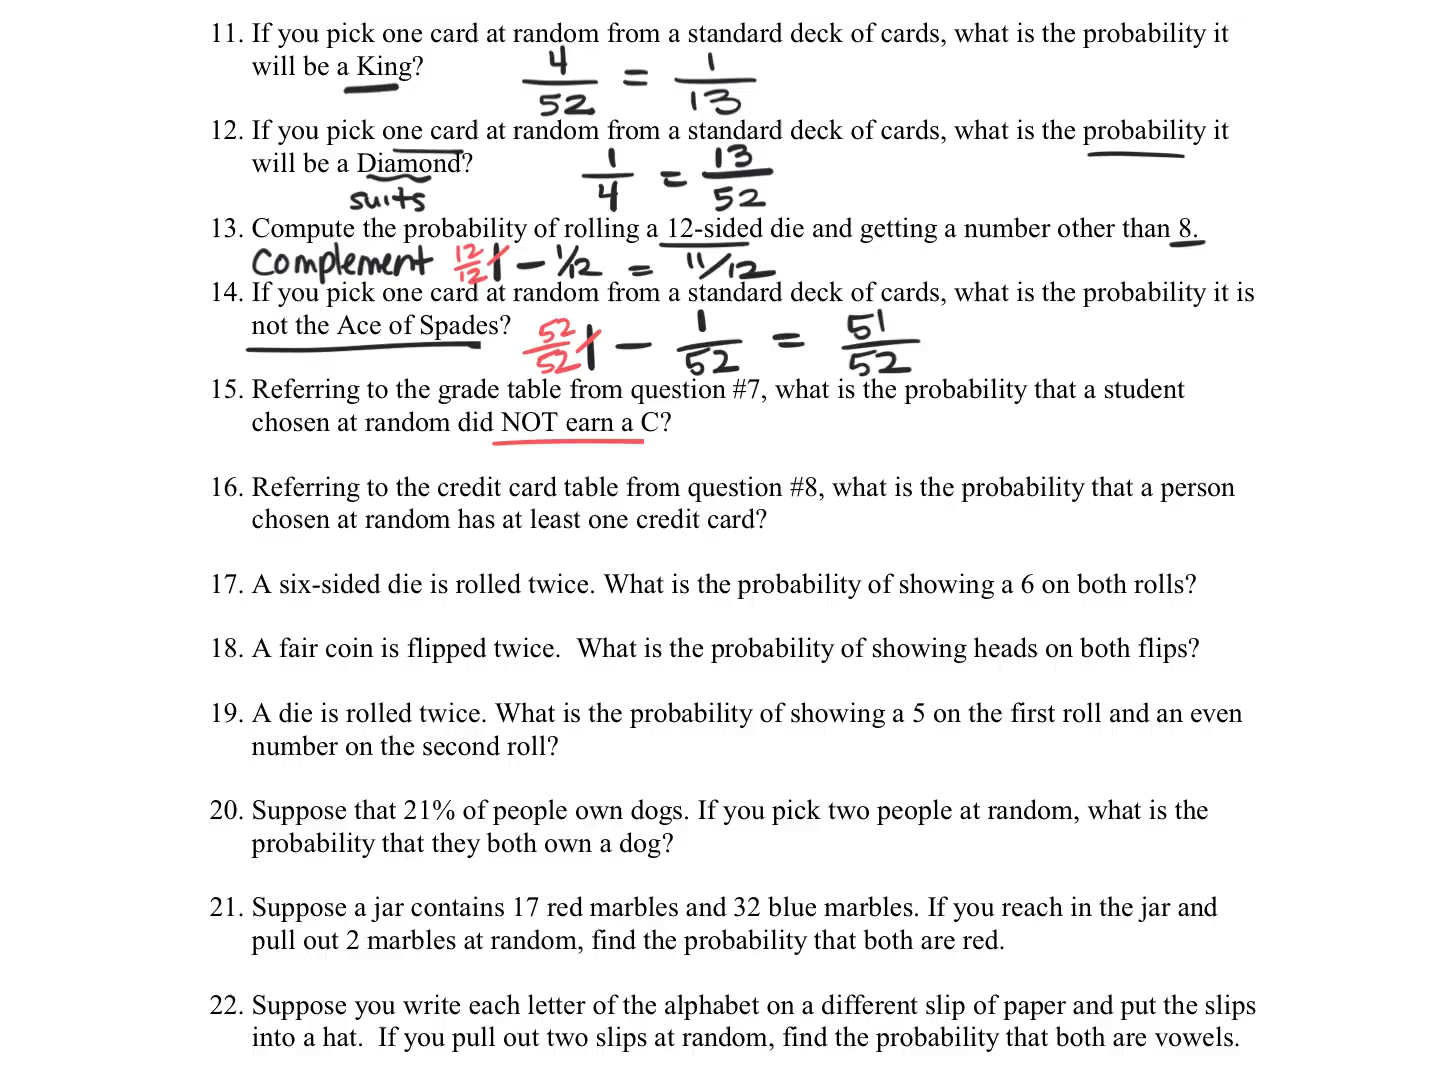 11. If you pick one card at random from a standard deck of cards, what is the probability it
will be a King? 4/52 = 1/13
12. If you pick one card at random from a standard deck of cards, what is the probability it
will be a Diamond? 1/4 = 13/52
suits
13. Compute the probability of rolling a 12-sided die and getting a number other than 8.
Complement 12/12 1 - 1/12 = 11/12
14. If you pick one card at random from a standard deck of cards, what is the probability it is
not the Ace of Spades? 52/52 1 - 1/52 = 51/52
15. Referring to the grade table from question #7, what is the probability that a student
chosen at random did NOT earn a C?
16. Referring to the credit card table from question #8, what is the probability that a person
chosen at random has at least one credit card?
17. A six-sided die is rolled twice. What is the probability of showing a 6 on both rolls?
18. A fair coin is flipped twice.  What is the probability of showing heads on both flips?
19. A die is rolled twice. What is the probability of showing a 5 on the first roll and an even
number on the second roll?
20. Suppose that 21% of people own dogs. If you pick two people at random, what is the
probability that they both own a dog?
21. Suppose a jar contains 17 red marbles and 32 blue marbles. If you reach in the jar and
pull out 2 marbles at random, find the probability that both are red.
22. Suppose you write each letter of the alphabet on a different slip of paper and put the slips
into a hat.  If you pull out two slips at random, find the probability that both are vowels.